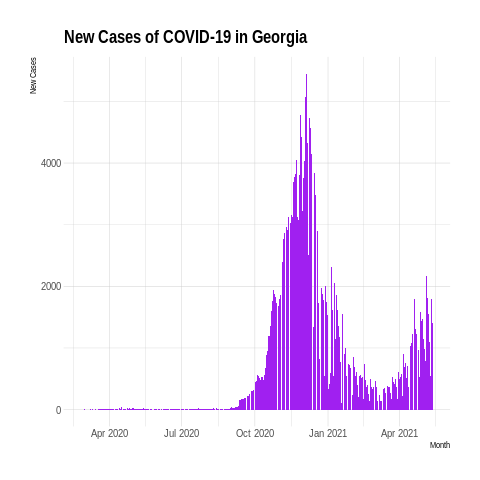 New Cases of COVID-19 in Georgia
New Cases
4000
2000
0
Apr 2020 Jul 2020 Oct 2020 Jan 2021 Apr 2021
Month